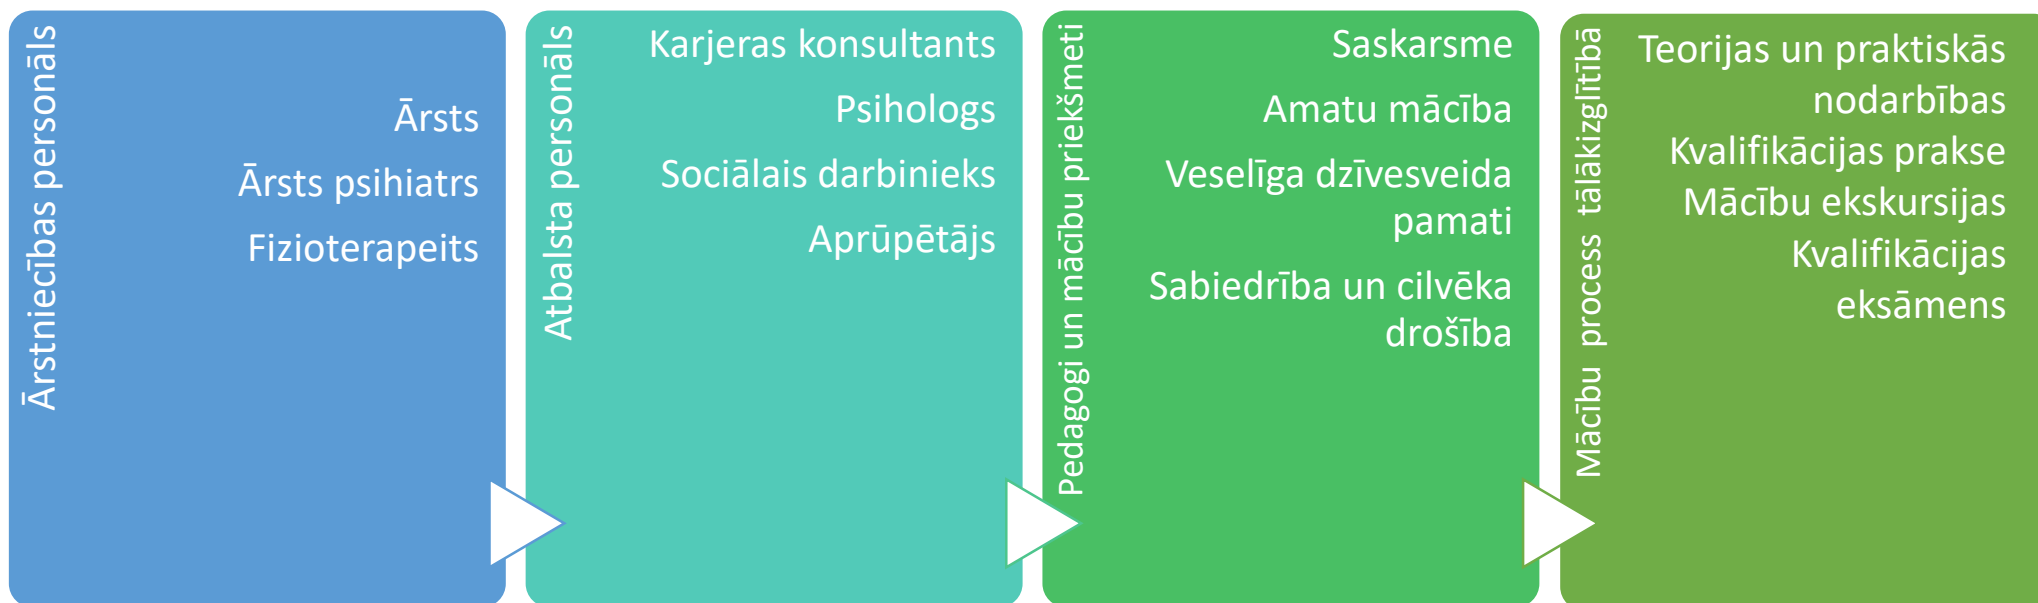 Ārstniecības personāls
Ārsts
Ārsts psihiatrs
Fizioterapeits
Atbalsta personāls
Karjeras konsultants
Psihologs
Sociālais darbinieks
Aprūpētājs
Pedagogi un mācību priekšmeti
Saskarsme
Amatu mācība
Veselīga dzīvesveida
pamati
Sabiedrība un cilvēka
drošība
Mācību process tālākizglītībā
Teorijas un praktiskās
nodarbības
Kvalifikācijas prakse
Mācību ekskursijas
Kvalifikācijas
eksāmens